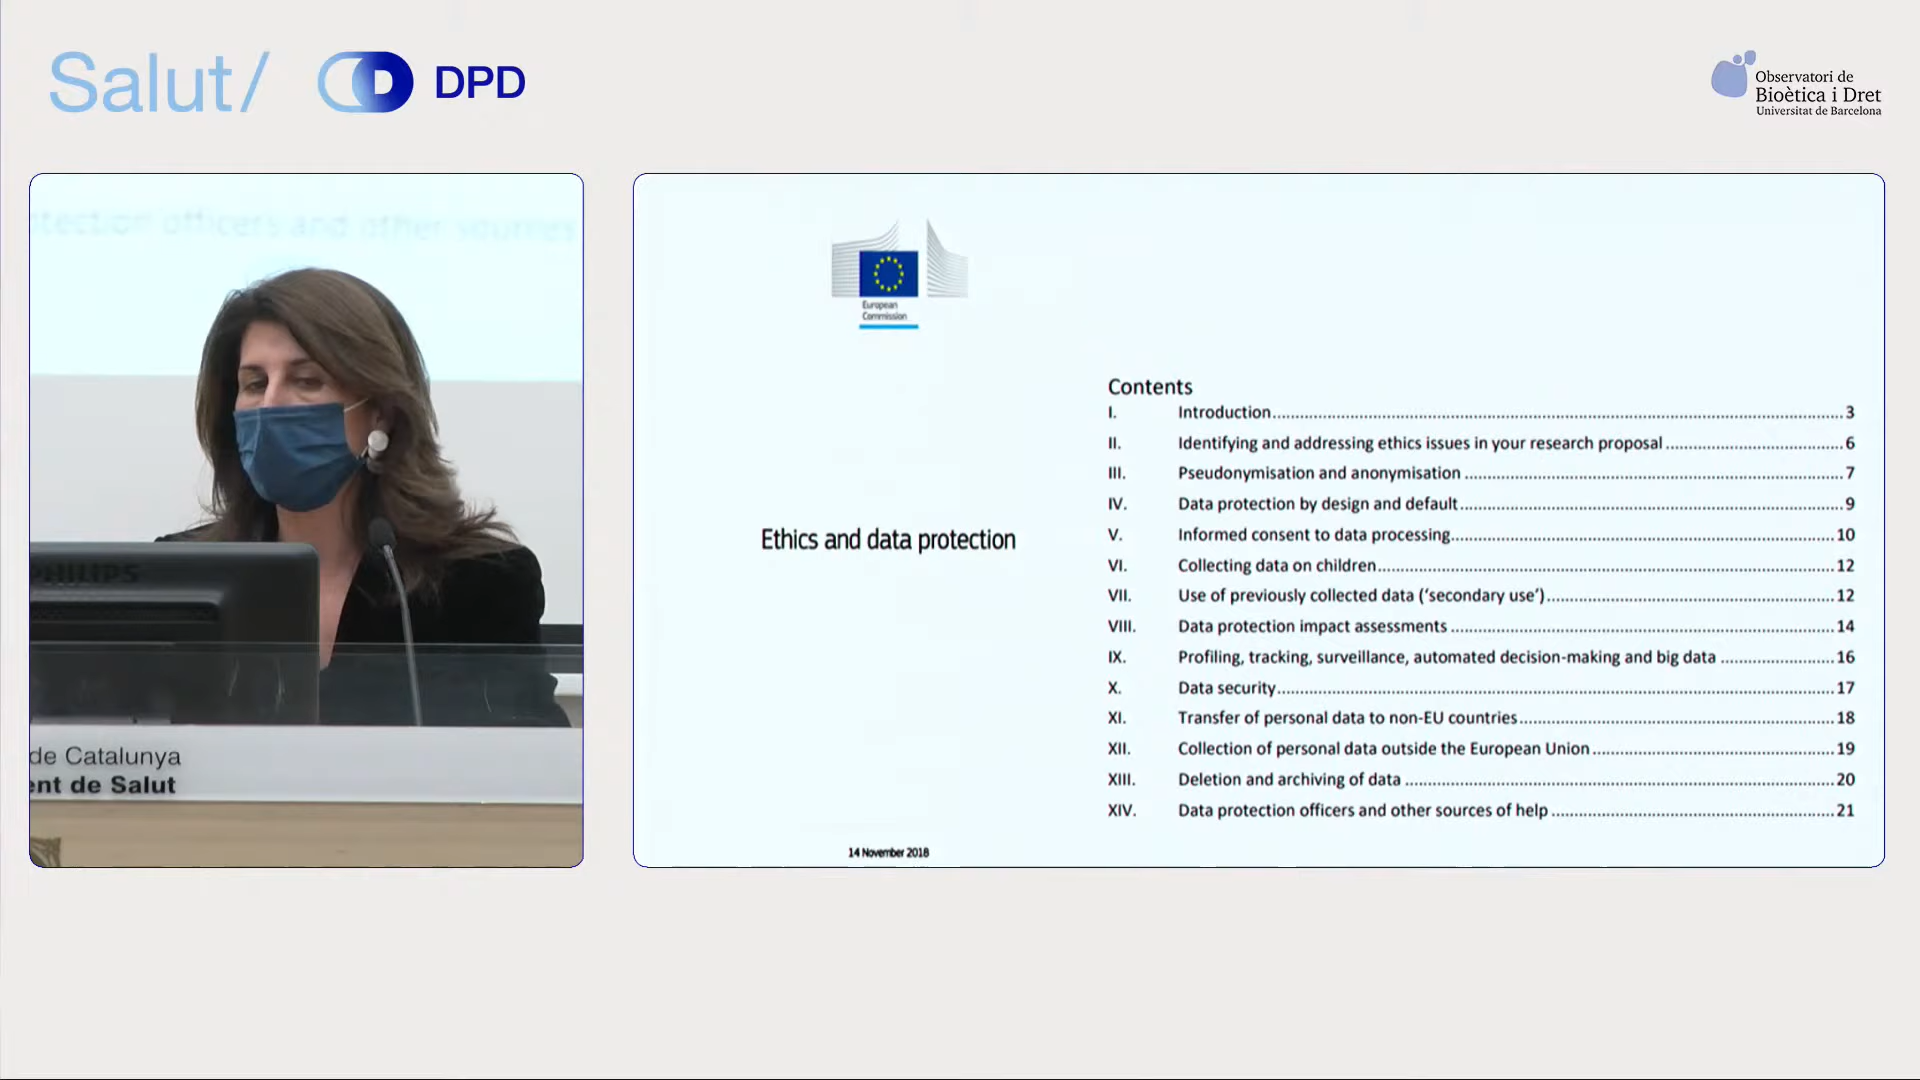 Salut/ DPD
Observatori de
Bioètica i Dret
Universitat de Barcelona
tection officers and other sources
PHILIPS
de Catalunya
ent de Salut
European
Commission
Ethics and data protection
14 November 2018
Contents
I. Introduction 3
II. Identifying and addressing ethics issues in your research proposal 6
III. Pseudonymisation and anonymisation 7
IV. Data protection by design and default 9
V. Informed consent to data processing 10
VI. Collecting data on children 12
VII. Use of previously collected data (‘secondary use’) 12
VIII. Data protection impact assessments 14
IX. Profiling, tracking, surveillance, automated decision-making and big data 16
X. Data security 17
XI. Transfer of personal data to non-EU countries 18
XII. Collection of personal data outside the European Union 19
XIII. Deletion and archiving of data 20
XIV. Data protection officers and other sources of help 21